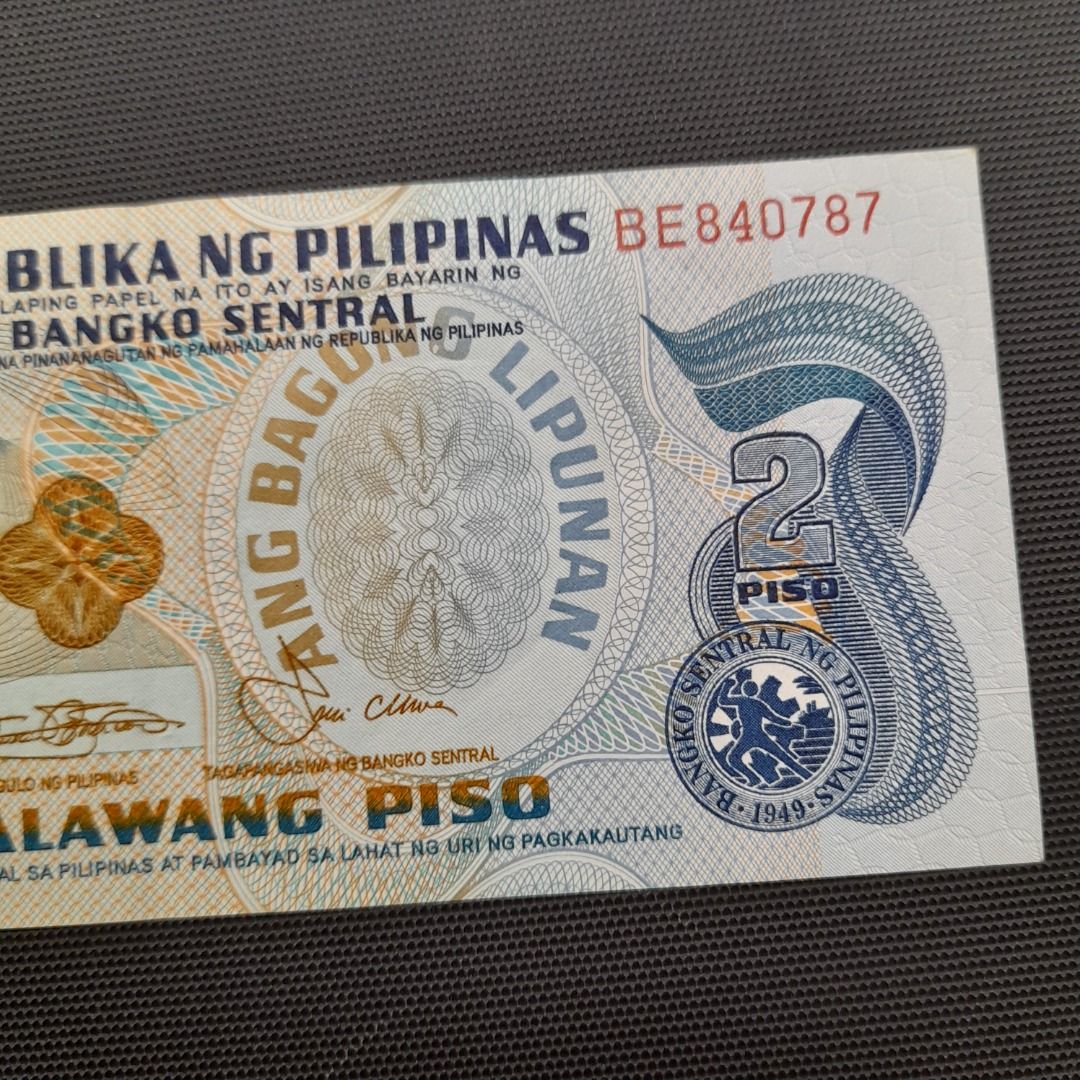 BLIKA NG PILIPINAS BE840787
LAPING PAPEL NA ITO AY ISANG BAYARIN NG
BANGKO SENTRAL
NA PINANANAGUTAN NG PAMAHALAAN NG REPUBLIKA NG PILIPINAS
ANG BAGONG LIPUNAN
2
PISO
BANGKO SENTRAL NG PILIPINAS
· 1949 ·
GULO NG PILIPINAS
TAGAPANGASIWA NG BANGKO SENTRAL
ALAWANG PISO
AL SA PILIPINAS AT PAMBAYAD SA LAHAT NG URI NG PAGKAKAUTANG